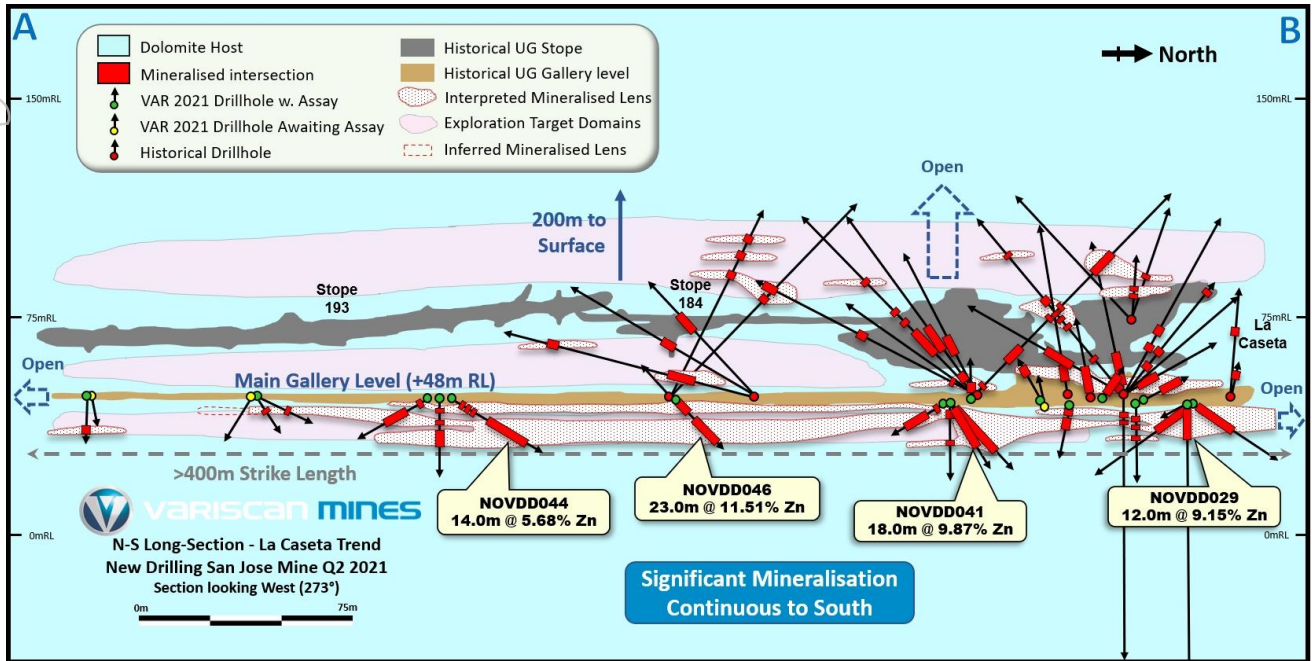 A
B
Dolomite Host
Mineralised intersection
VAR 2021 Drillhole w. Assay
VAR 2021 Drillhole Awaiting Assay
Historical Drillhole
Historical UG Stope
Historical UG Gallery level
Interpreted Mineralised Lens
Exploration Target Domains
Inferred Mineralised Lens
North
150mRL
150mRL
Open
200m to
Surface
Stope
193
Stope
184
75mRL
75mRL
La
Caseta
Open
Main Gallery Level (+48m RL)
Open
>400m Strike Length
NOVDD044
14.0m @ 5.68% Zn
NOVDD046
23.0m @ 11.51% Zn
NOVDD041
18.0m @ 9.87% Zn
NOVDD029
12.0m @ 9.15% Zn
VARISCAN MINES
0mRL
0mRL
N-S Long-Section - La Caseta Trend
New Drilling San Jose Mine Q2 2021
Section looking West (273°)
0m
75m
Significant Mineralisation
Continuous to South